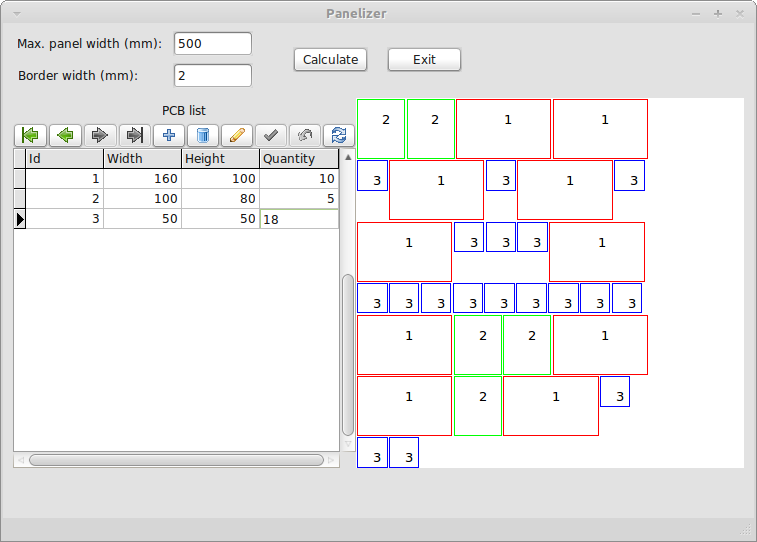 Panelizer
Max. panel width (mm): 500
Border width (mm): 2
Calculate Exit
PCB list
Id Width Height Quantity
1 160 100 10
2 100 80 5
3 50 50 18
2 2 1 1
3 1 3 1 3
1 3 3 3 1
3 3 3 3 3 3 3 3 3
1 2 2 1
1 2 1 3
3 3